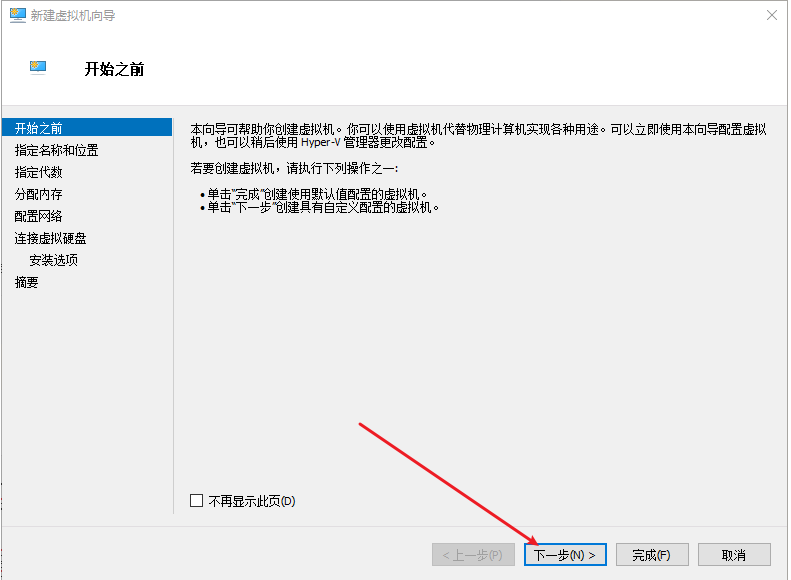 新建虚拟机向导
开始之前
开始之前
指定名称和位置
指定代数
分配内存
配置网络
连接虚拟硬盘
安装选项
摘要
本向导可帮助你创建虚拟机。你可以使用虚拟机代替物理计算机实现各种用途。可以立即使用本向导配置虚拟
机，也可以稍后使用 Hyper-V 管理器更改配置。
若要创建虚拟机，请执行下列操作之一:
• 单击"完成"创建使用默认值配置的虚拟机。
• 单击"下一步"创建具有自定义配置的虚拟机。
不再显示此页(D)
< 上一步(P) 下一步(N) > 完成(F) 取消